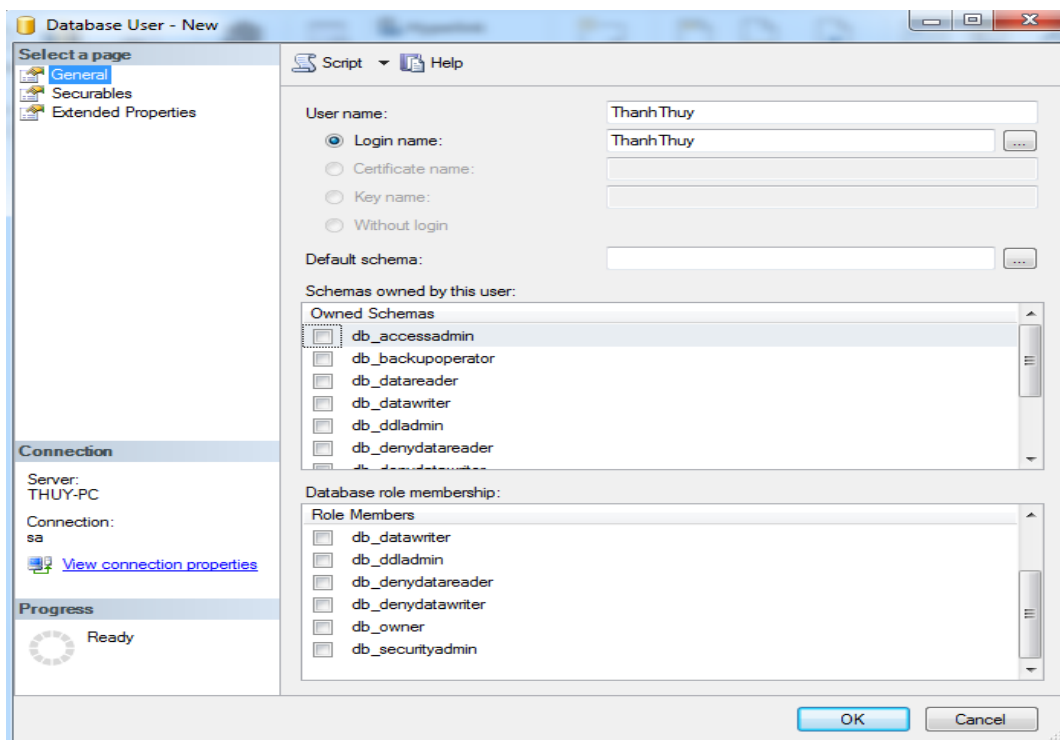 Database User - New
Select a page
General
Securables
Extended Properties
Script
Help
User name:
ThanhThuy
Login name:
ThanhThuy
...
Certificate name:
Key name:
Without login
Default schema:
...
Schemas owned by this user:
Owned Schemas
db_accessadmin
db_backupoperator
db_datareader
db_datawriter
db_ddladmin
db_denydatareader
db_denydatawriter
Database role membership:
Role Members
db_datawriter
db_ddladmin
db_denydatareader
db_denydatawriter
db_owner
db_securityadmin
Connection
Server:
THUY-PC
Connection:
sa
View connection properties
Progress
Ready
OK
Cancel